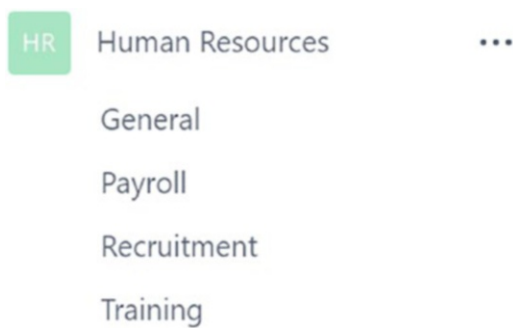 HR Human Resources ...
General
Payroll
Recruitment
Training